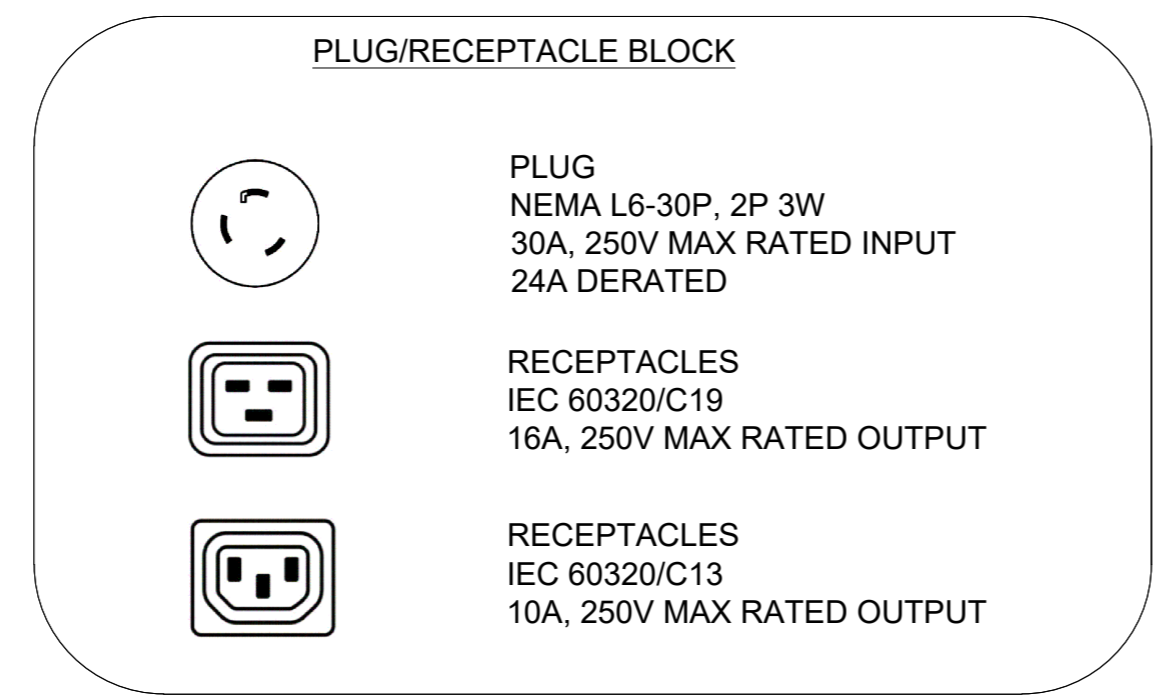 PLUG/RECEPTACLE BLOCK
PLUG
NEMA L6-30P, 2P 3W
30A, 250V MAX RATED INPUT
24A DERATED
RECEPTACLES
IEC 60320/C19
16A, 250V MAX RATED OUTPUT
RECEPTACLES
IEC 60320/C13
10A, 250V MAX RATED OUTPUT